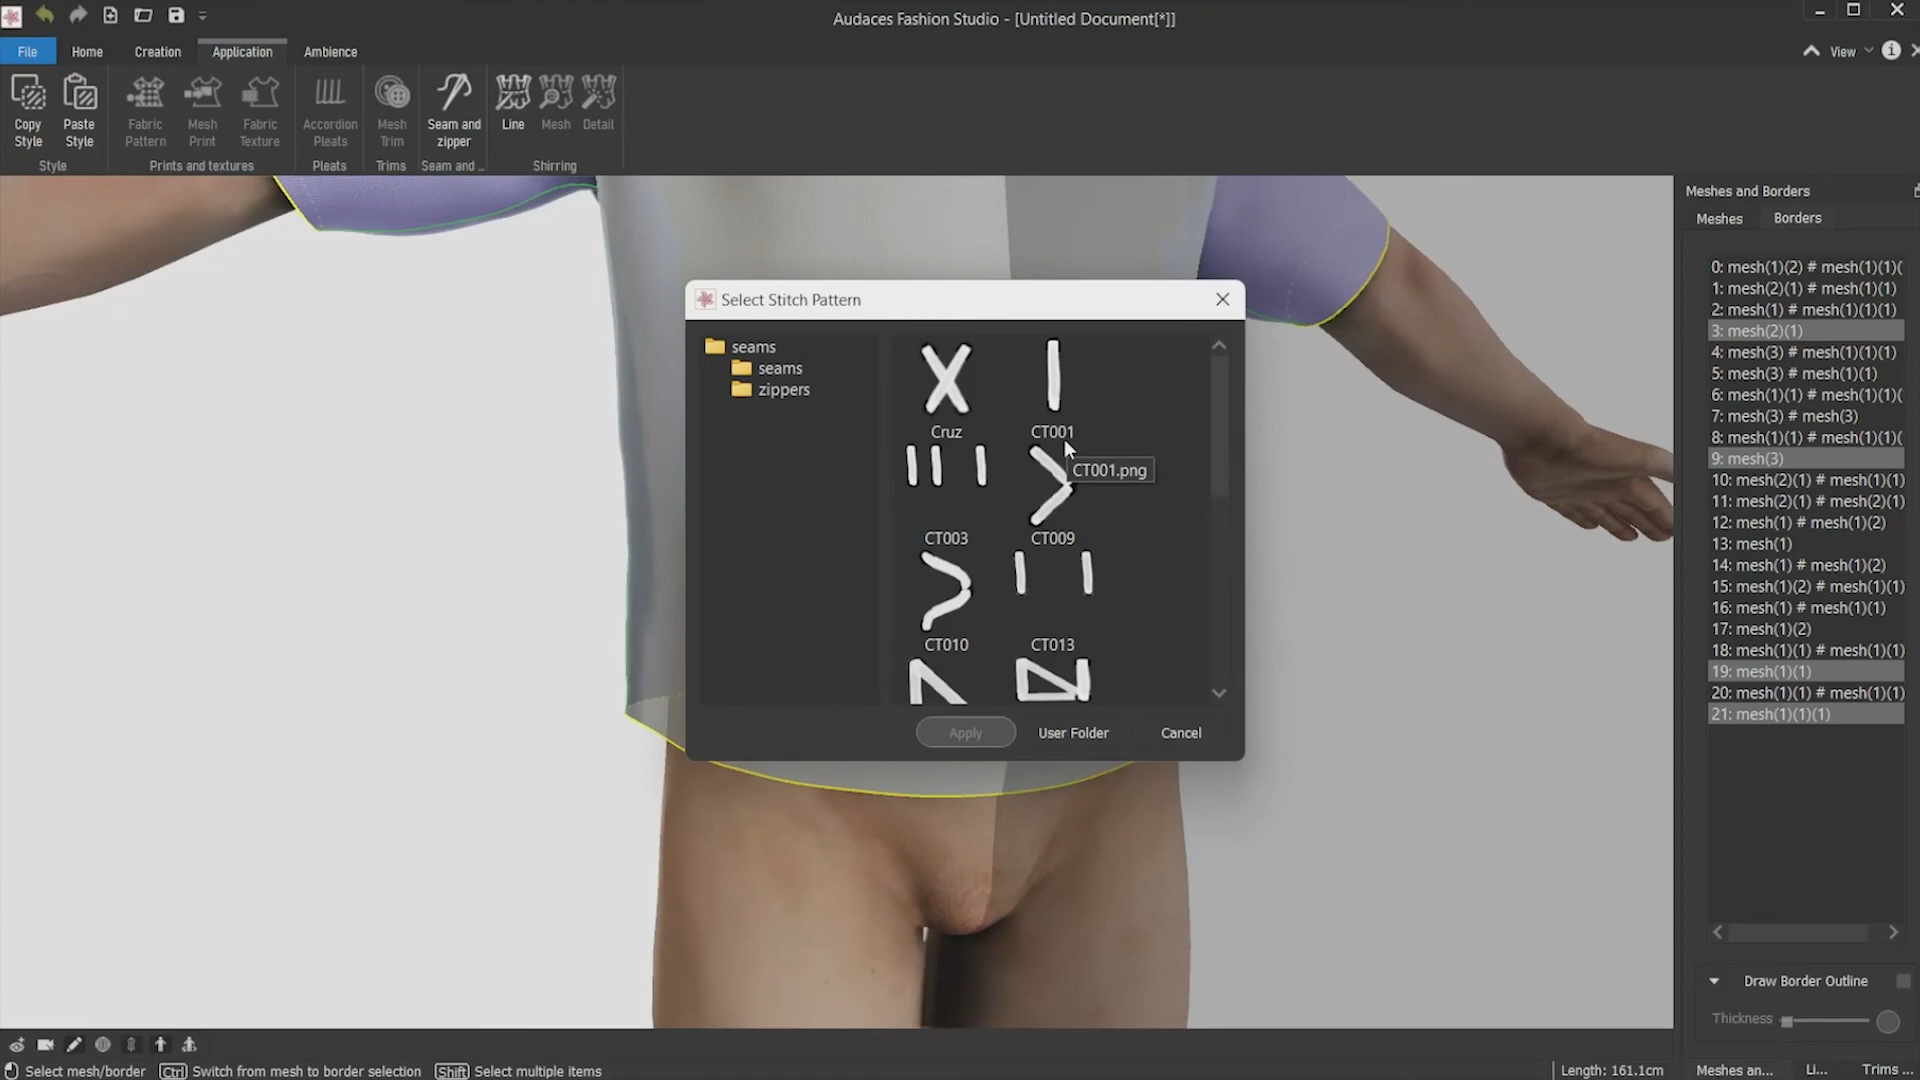 Audaces Fashion Studio - [Untitled Document[*]]
File Home Creation Application Ambience View
Copy Style
Paste Style
Fabric Pattern
Mesh Print
Fabric Texture
Accordion Pleats
Mesh Trim
Seam and zipper
Line
Mesh
Detail
Style Prints and textures Pleats Trims Seam and ... Shirring
Select Stitch Pattern
seams
seams
zippers
Cruz CT001
CT001.png
CT003 CT009
CT010 CT013
Apply User Folder Cancel
Meshes and Borders
Meshes Borders
0: mesh(1)(2) # mesh(1)(1)(
1: mesh(2)(1) # mesh(1)(1)
2: mesh(1) # mesh(1)(1)(1)
3: mesh(2)(1)
4: mesh(3) # mesh(1)(1)(1)
5: mesh(3) # mesh(1)(1)
6: mesh(1)(1) # mesh(1)(1)(
7: mesh(3) # mesh(3)
8: mesh(1)(1) # mesh(1)(1)(
9: mesh(3)
10: mesh(2)(1) # mesh(1)(1)
11: mesh(2)(1) # mesh(2)(1)
12: mesh(1) # mesh(1)(2)
13: mesh(1)
14: mesh(1) # mesh(1)(2)
15: mesh(1)(2) # mesh(1)(1)
16: mesh(1) # mesh(1)(1)
17: mesh(1)(2)
18: mesh(1)(1) # mesh(1)(1)
19: mesh(1)(1)
20: mesh(1)(1) # mesh(1)(1)
21: mesh(1)(1)(1)
Draw Border Outline
Thickness
Select mesh/border Ctrl Switch from mesh to border selection Shift Select multiple items Length: 161.1cm Meshes an... Li... Trims ...